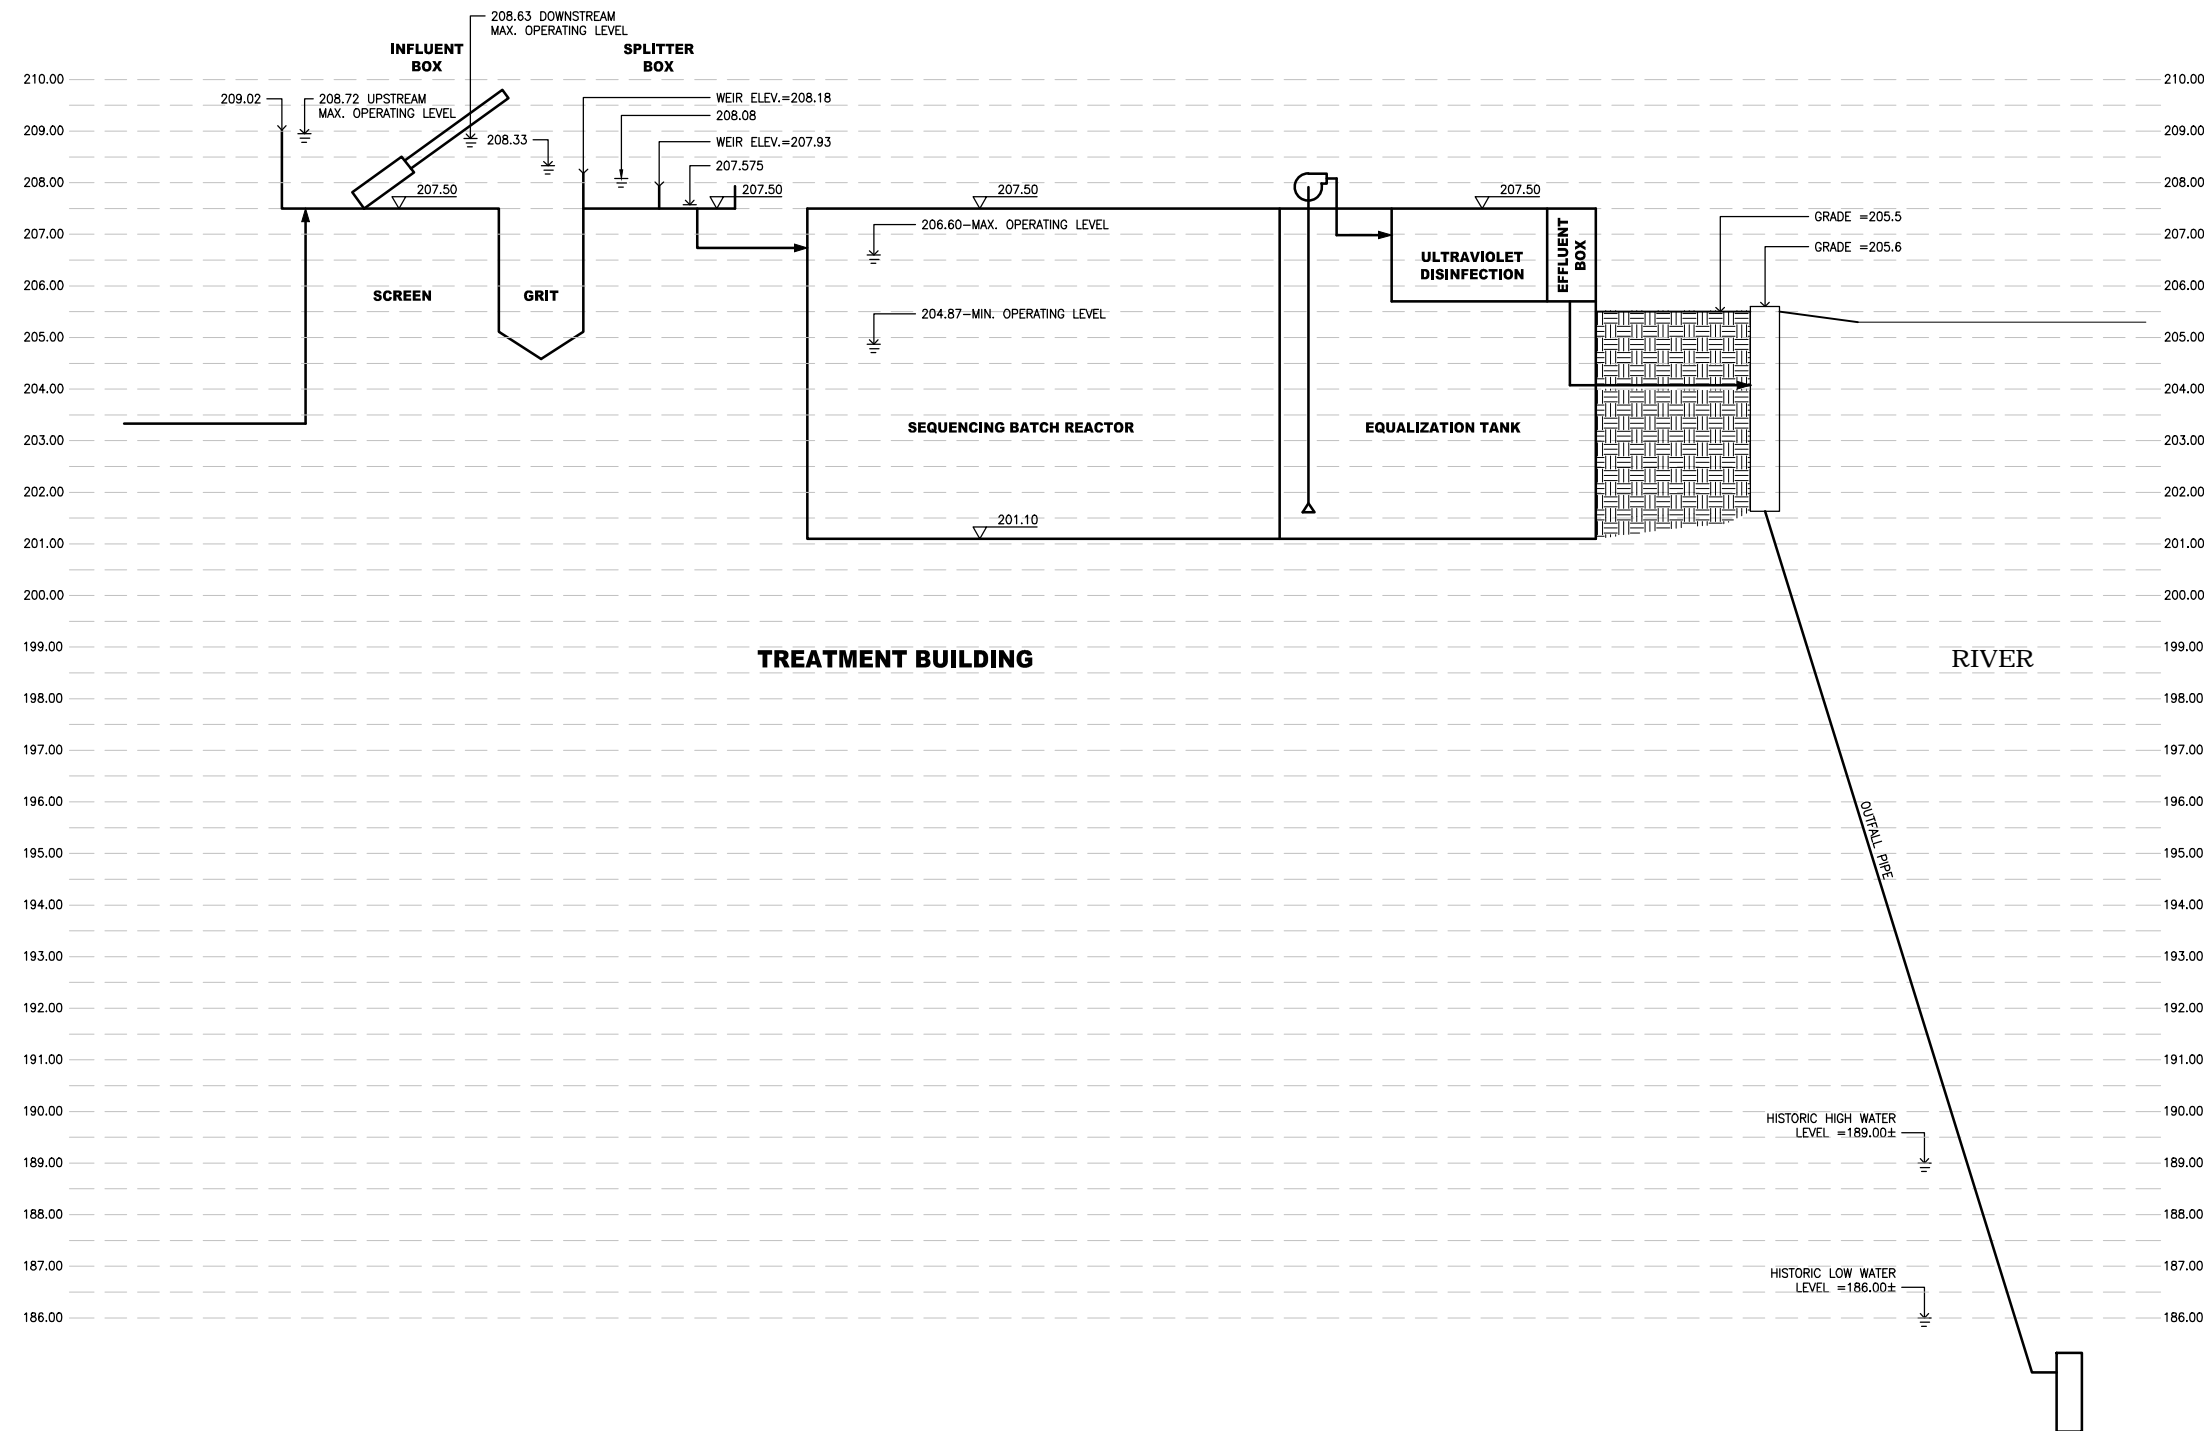 208.63 DOWNSTREAM
MAX. OPERATING LEVEL
INFLUENT
BOX
SPLITTER
BOX
210.00
210.00
209.02
208.72 UPSTREAM
MAX. OPERATING LEVEL
WEIR ELEV.=208.18
208.08
209.00
209.00
208.33
WEIR ELEV.=207.93
207.575
208.00
208.00
207.50
207.50
207.50
207.50
206.60-MAX. OPERATING LEVEL
GRADE =205.5
207.00
207.00
GRADE =205.6
ULTRAVIOLET
DISINFECTION
EFFLUENT
BOX
206.00
206.00
SCREEN
GRIT
204.87-MIN. OPERATING LEVEL
205.00
205.00
204.00
204.00
SEQUENCING BATCH REACTOR
EQUALIZATION TANK
203.00
203.00
202.00
202.00
201.10
201.00
201.00
200.00
200.00
199.00
199.00
TREATMENT BUILDING
RIVER
198.00
198.00
197.00
197.00
196.00
196.00
OUTFALL PIPE
195.00
195.00
194.00
194.00
193.00
193.00
192.00
192.00
191.00
191.00
190.00
190.00
HISTORIC HIGH WATER
LEVEL =189.00±
189.00
189.00
188.00
188.00
187.00
187.00
HISTORIC LOW WATER
LEVEL =186.00±
186.00
186.00